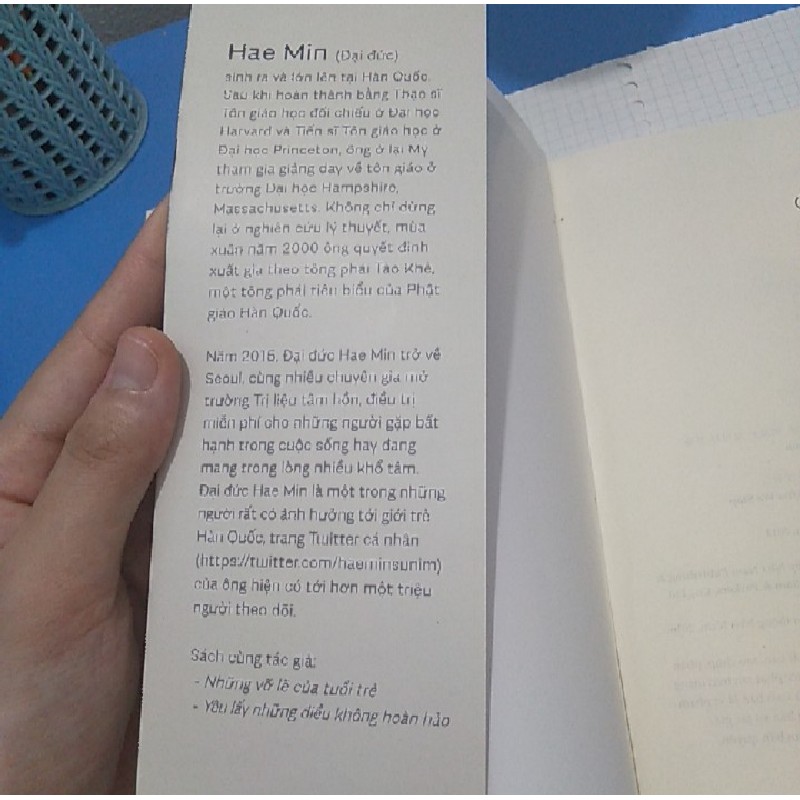 Hae Min (Đại đức)
sinh ra và lớn lên tại Hàn Quốc.
Sau khi hoàn thành bằng Thạc sĩ
Tôn giáo học đối chiếu ở Đại học
Harvard và Tiến sĩ Tôn giáo học ở
Đại học Princeton, ông ở lại Mỹ
tham gia giảng dạy về tôn giáo ở
trường Đại học Hampshire,
Massachusetts. Không chỉ dừng
lại ở nghiên cứu lý thuyết, mùa
xuân năm 2000 ông quyết định
xuất gia theo tông phái Tào Khê,
một tông phái tiêu biểu của Phật
giáo Hàn Quốc.
Năm 2015, Đại đức Hae Min trở về
Seoul, cùng nhiều chuyên gia mở
trường Trị liệu tâm hồn, điều trị
miễn phí cho những người gặp bất
hạnh trong cuộc sống hay đang
mang trong lòng nhiều khổ tâm.
Đại đức Hae Min là một trong những
người rất có ảnh hưởng tới giới trẻ
Hàn Quốc, trang Twitter cá nhân
(https://twitter.com/haeminsunim)
của ông hiện có tới hơn một triệu
người theo dõi.
Sách cùng tác giả:
- Những vỡ lẽ của tuổi trẻ
- Yêu lấy những điều không hoàn hảo